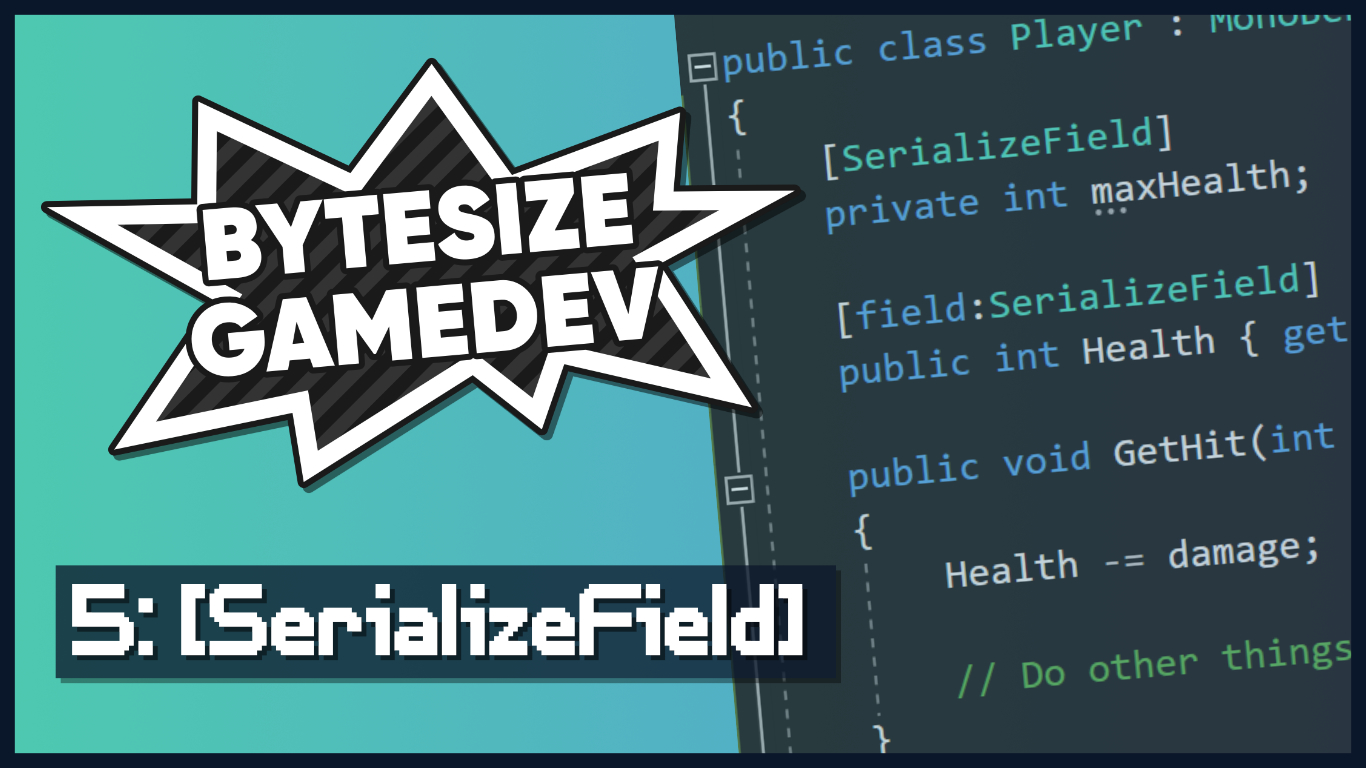 BYTESIZE
GAMEDEV
5: [SerializeField]
public class Player : MonoBe
{
[SerializeField]
private int maxHealth;
[field:SerializeField]
public int Health { get
public void GetHit(int
{
Health -= damage;
// Do other things
}